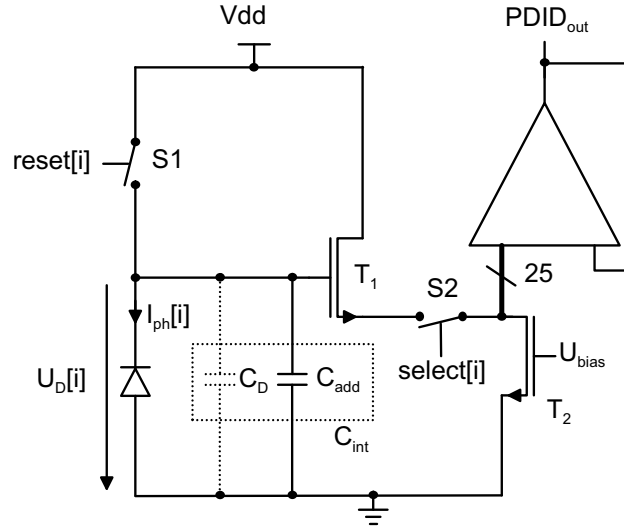 Vdd
PDID_out
reset[i]
S1
T_1
25
S2
I_ph[i]
U_D[i]
C_D
C_add
select[i]
U_bias
T_2
C_int